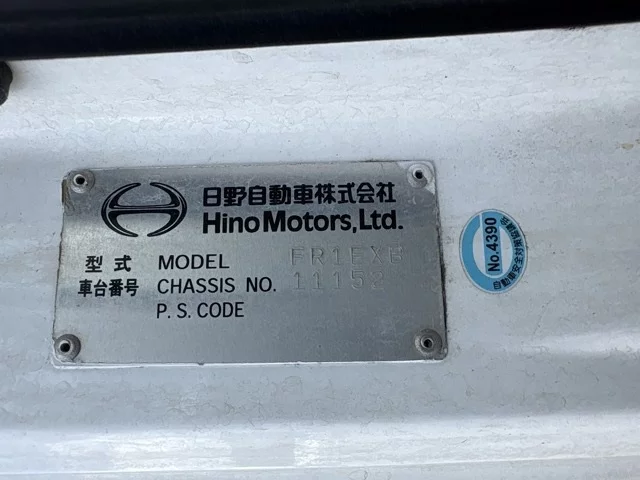 日野自動車株式会社
Hino Motors, Ltd.
型式 MODEL FR1EXB
車台番号 CHASSIS NO. 11152
P.S. CODE
No.4390